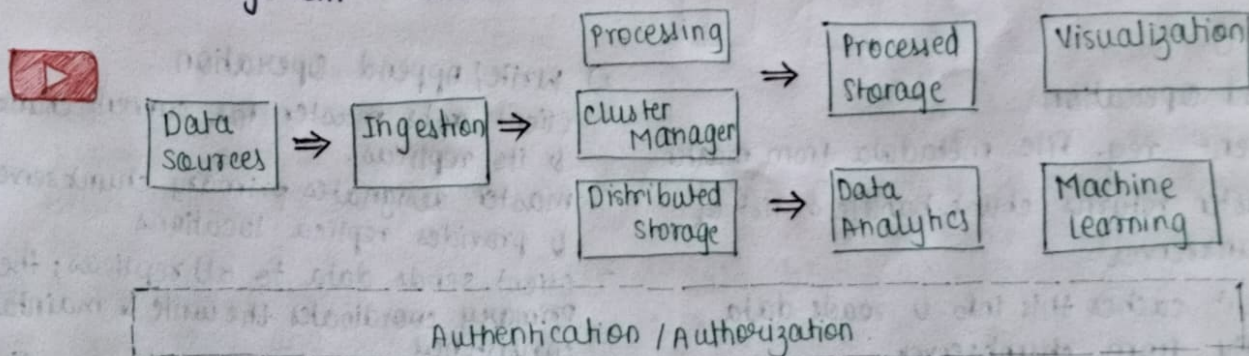 Processing
Processed
Storage
Visualization
Data
Sources
Ingestion
Cluster
Manager
Distributed
Storage
Data
Analytics
Machine
Learning
Authentication / Authorization